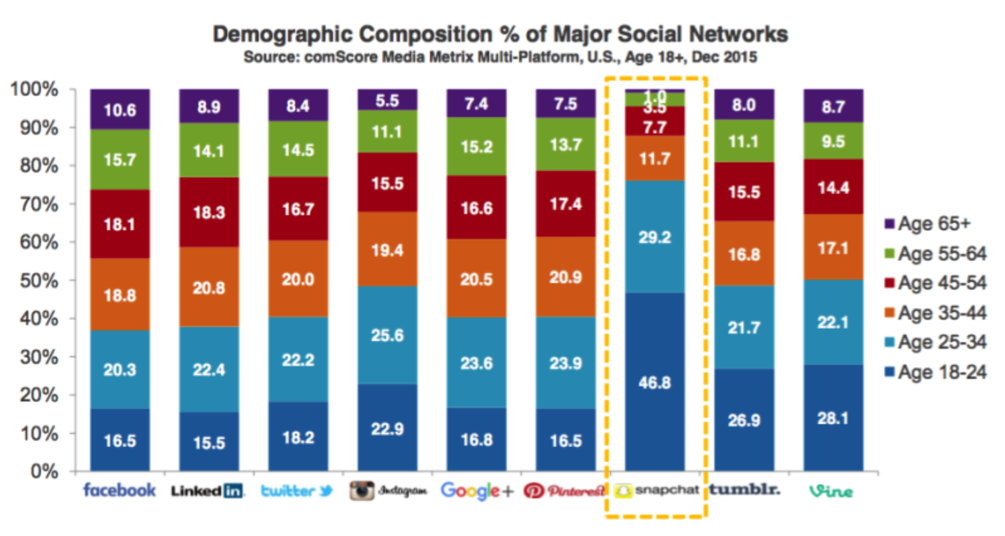 Demographic Composition % of Major Social Networks
Source: comScore Media Metrix Multi-Platform, U.S., Age 18+, Dec 2015
100% 10.6 8.9 8.4 5.5 7.4 7.5 1.0 8.0 8.7
90% 15.7 14.1 14.5 11.1 15.2 13.7 3.5 11.1 9.5
80% 18.1 18.3 16.7 15.5 16.6 17.4 7.7 15.5 14.4
70% 18.8 20.8 20.0 19.4 20.5 20.9 11.7 16.8 17.1
60% 20.3 22.4 22.2 25.6 23.6 23.9 29.2 21.7 22.1
50% 16.5 15.5 18.2 22.9 16.8 16.5 46.8 26.9 28.1
40%
30%
20%
10%
0%
facebook LinkedIn twitter Instagram Google+ Pinterest snapchat tumblr. Vine
Age 65+
Age 55-64
Age 45-54
Age 35-44
Age 25-34
Age 18-24